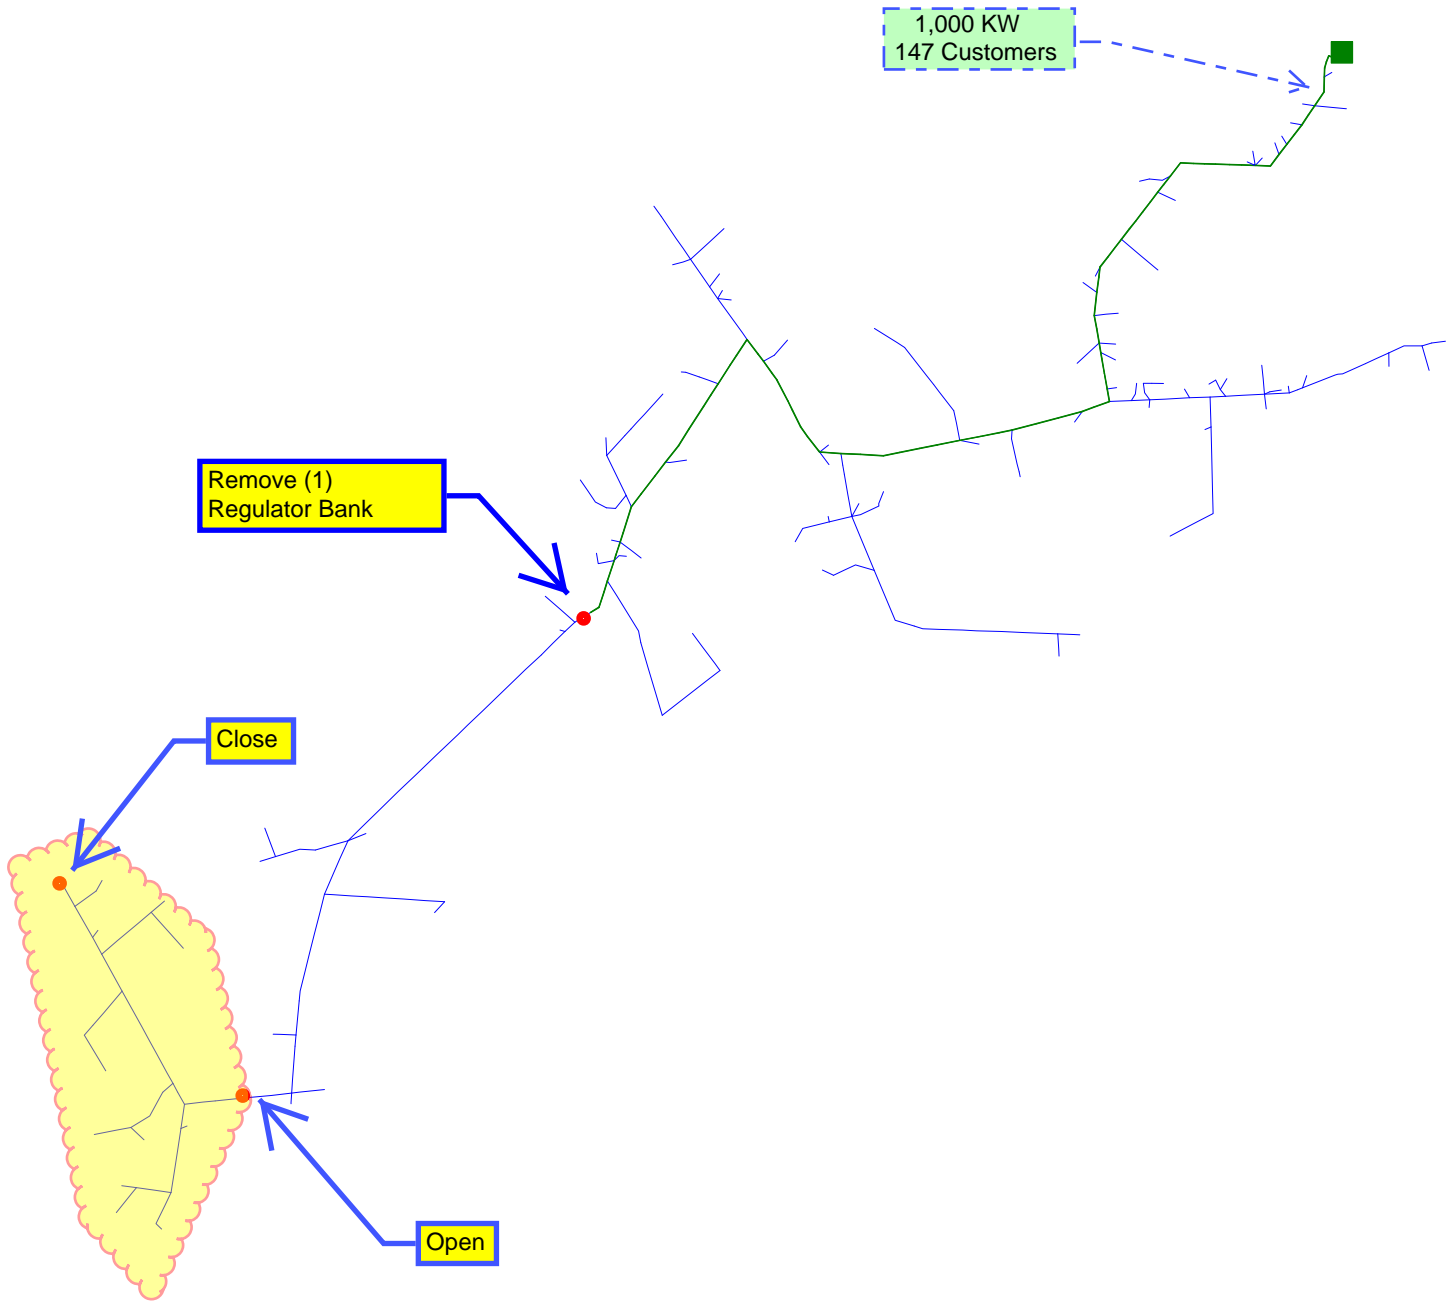 1,000 KW
147 Customers
Remove (1)
Regulator Bank
Close
Open